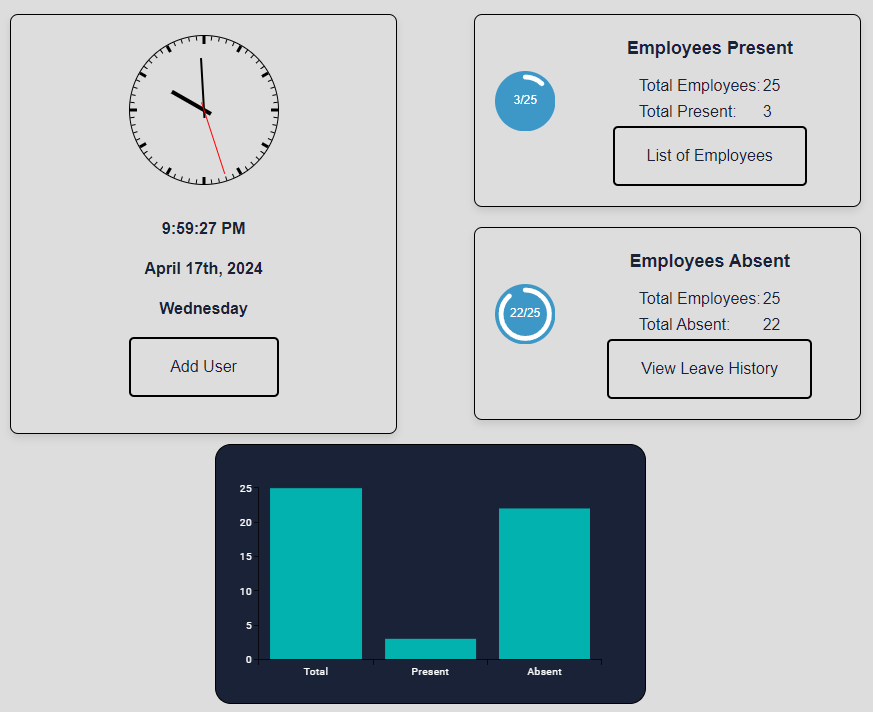 9:59:27 PM
April 17th, 2024
Wednesday
Add User
Employees Present
3/25
Total Employees: 25
Total Present: 3
List of Employees
Employees Absent
22/25
Total Employees: 25
Total Absent: 22
View Leave History
25
20
15
10
5
0
Total Present Absent